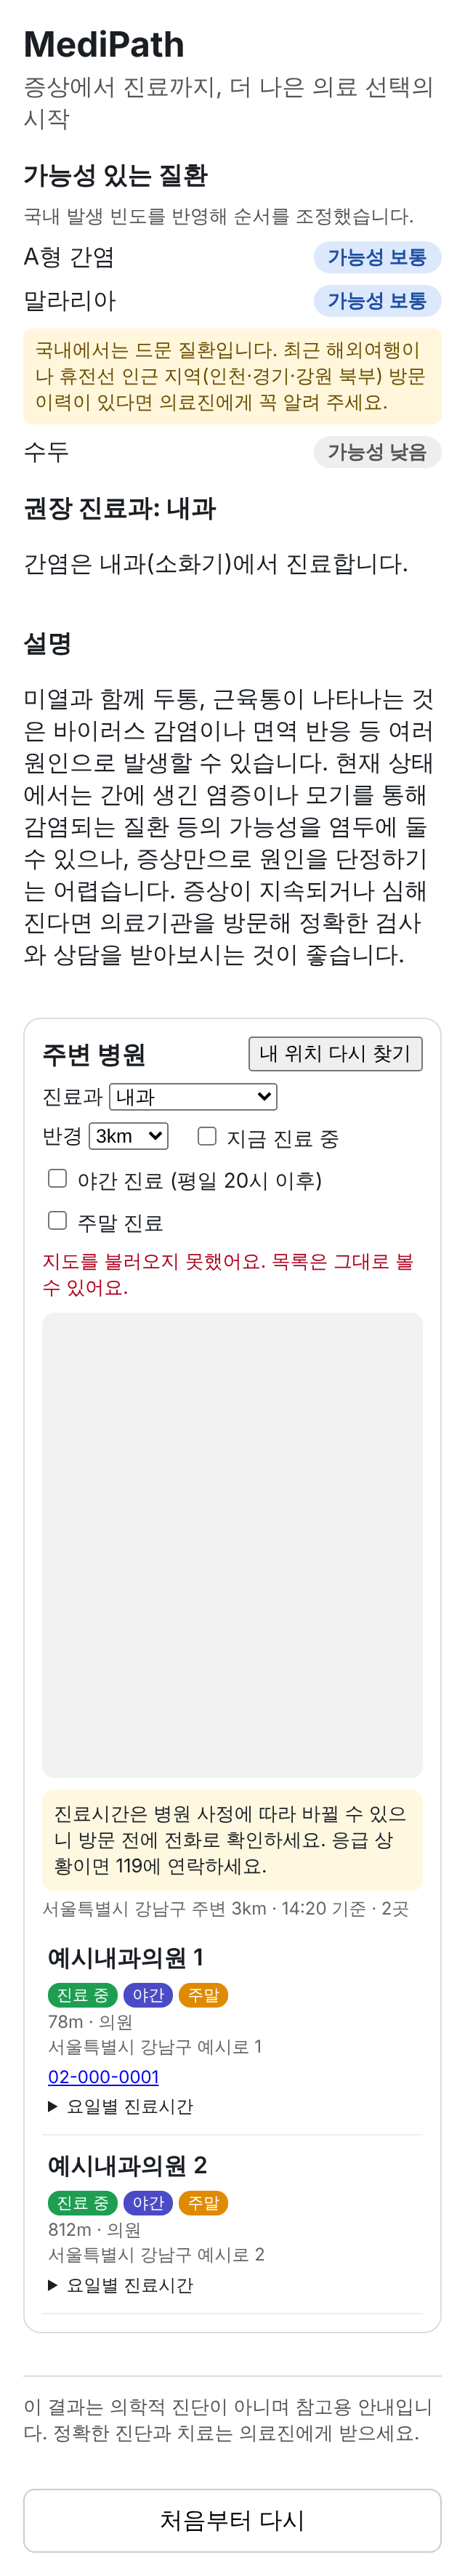 MediPath
증상에서 진료까지, 더 나은 의료 선택의
시작
가능성 있는 질환
국내 발생 빈도를 반영해 순서를 조정했습니다.
A형 간염
가능성 보통
말라리아
가능성 보통
국내에서는 드문 질환입니다. 최근 해외여행이
나 휴전선 인근 지역(인천·경기·강원 북부) 방문
이력이 있다면 의료진에게 꼭 알려 주세요.
수두
가능성 낮음
권장 진료과: 내과
간염은 내과(소화기)에서 진료합니다.
설명
미열과 함께 두통, 근육통이 나타나는 것
은 바이러스 감염이나 면역 반응 등 여러
원인으로 발생할 수 있습니다. 현재 상태
에서는 간에 생긴 염증이나 모기를 통해
감염되는 질환 등의 가능성을 염두에 둘
수 있으나, 증상만으로 원인을 단정하기
는 어렵습니다. 증상이 지속되거나 심해
진다면 의료기관을 방문해 정확한 검사
와 상담을 받아보시는 것이 좋습니다.
주변 병원
내 위치 다시 찾기
진료과 내과
반경 3km 지금 진료 중
야간 진료 (평일 20시 이후)
주말 진료
지도를 불러오지 못했어요. 목록은 그대로 볼
수 있어요.
진료시간은 병원 사정에 따라 바뀔 수 있으
니 방문 전에 전화로 확인하세요. 응급 상
황이면 119에 연락하세요.
서울특별시 강남구 주변 3km · 14:20 기준 · 2곳
예시내과의원 1
진료 중 야간 주말
78m · 의원
서울특별시 강남구 예시로 1
02-000-0001
▶ 요일별 진료시간
예시내과의원 2
진료 중 야간 주말
812m · 의원
서울특별시 강남구 예시로 2
▶ 요일별 진료시간
이 결과는 의학적 진단이 아니며 참고용 안내입니
다. 정확한 진단과 치료는 의료진에게 받으세요.
처음부터 다시